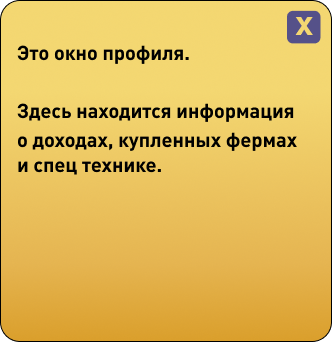 X
Это окно профиля.
Здесь находится информация
о доходах, купленных фермах
и спец технике.